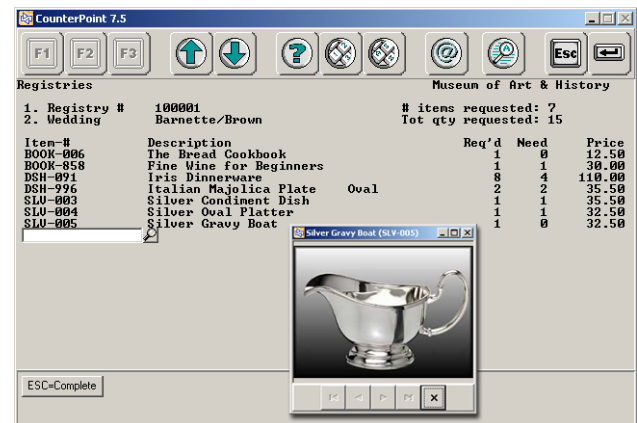 CounterPoint 7.5
F1 F2 F3 Esc
Registries Museum of Art & History
1. Registry # 100001 # items requested: 7
2. Wedding Barnette/Brown Tot qty requested: 15
Item-# Description Req'd Need Price
BOOK-006 The Bread Cookbook 1 0 12.50
BOOK-858 Fine Wine for Beginners 1 1 30.00
DSH-091 Iris Dinnerware 8 4 110.00
DSH-996 Italian Majolica Plate Oval 2 2 35.50
SLV-003 Silver Condiment Dish 1 1 35.50
SLV-004 Silver Oval Platter 1 1 32.50
SLV-005 Silver Gravy Boat 1 0 32.50
Silver Gravy Boat (SLV-005)
ESC=Complete